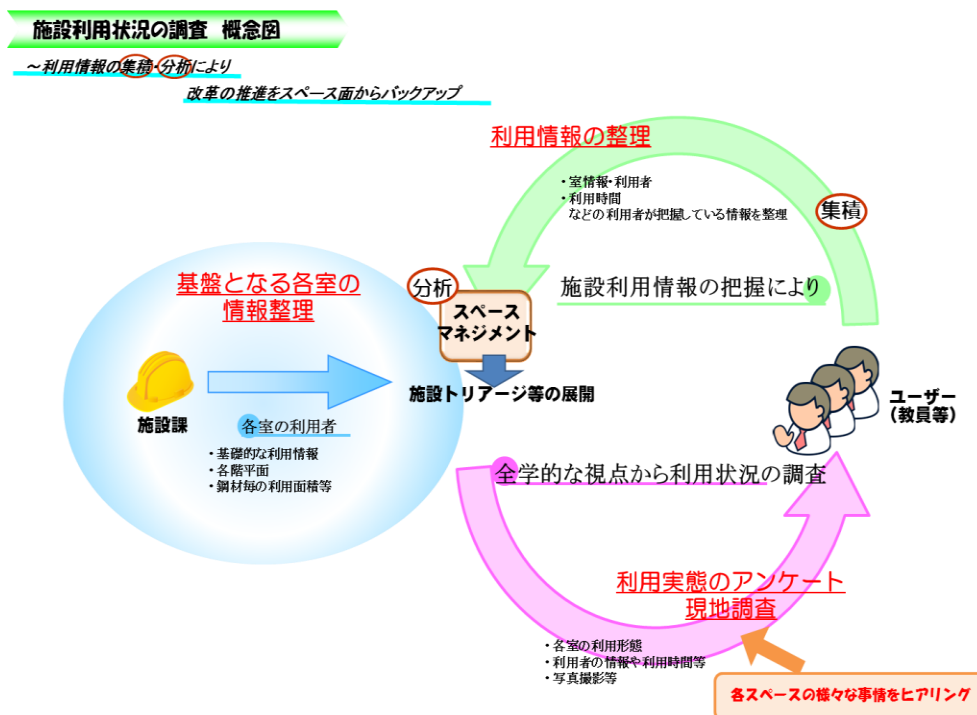 施設利用状況の調査 概念図
～利用情報の集積・分析により
改革の推進をスペース面からバックアップ
利用情報の整理
・室情報・利用者
・利用時間
などの利用者が把握している情報を整理
集積
基盤となる各室の
情報整理
分析
スペース
マネジメント
施設利用情報の把握により
施設課
各室の利用者
・基礎的な利用情報
・各階平面
・鋼材毎の利用面積等
施設トリアージ等の展開
ユーザー
（教員等）
全学的な視点から利用状況の調査
利用実態のアンケート
現地調査
・各室の利用形態
・利用者の情報や利用時間等
・写真撮影等
各スペースの様々な事情をヒアリング